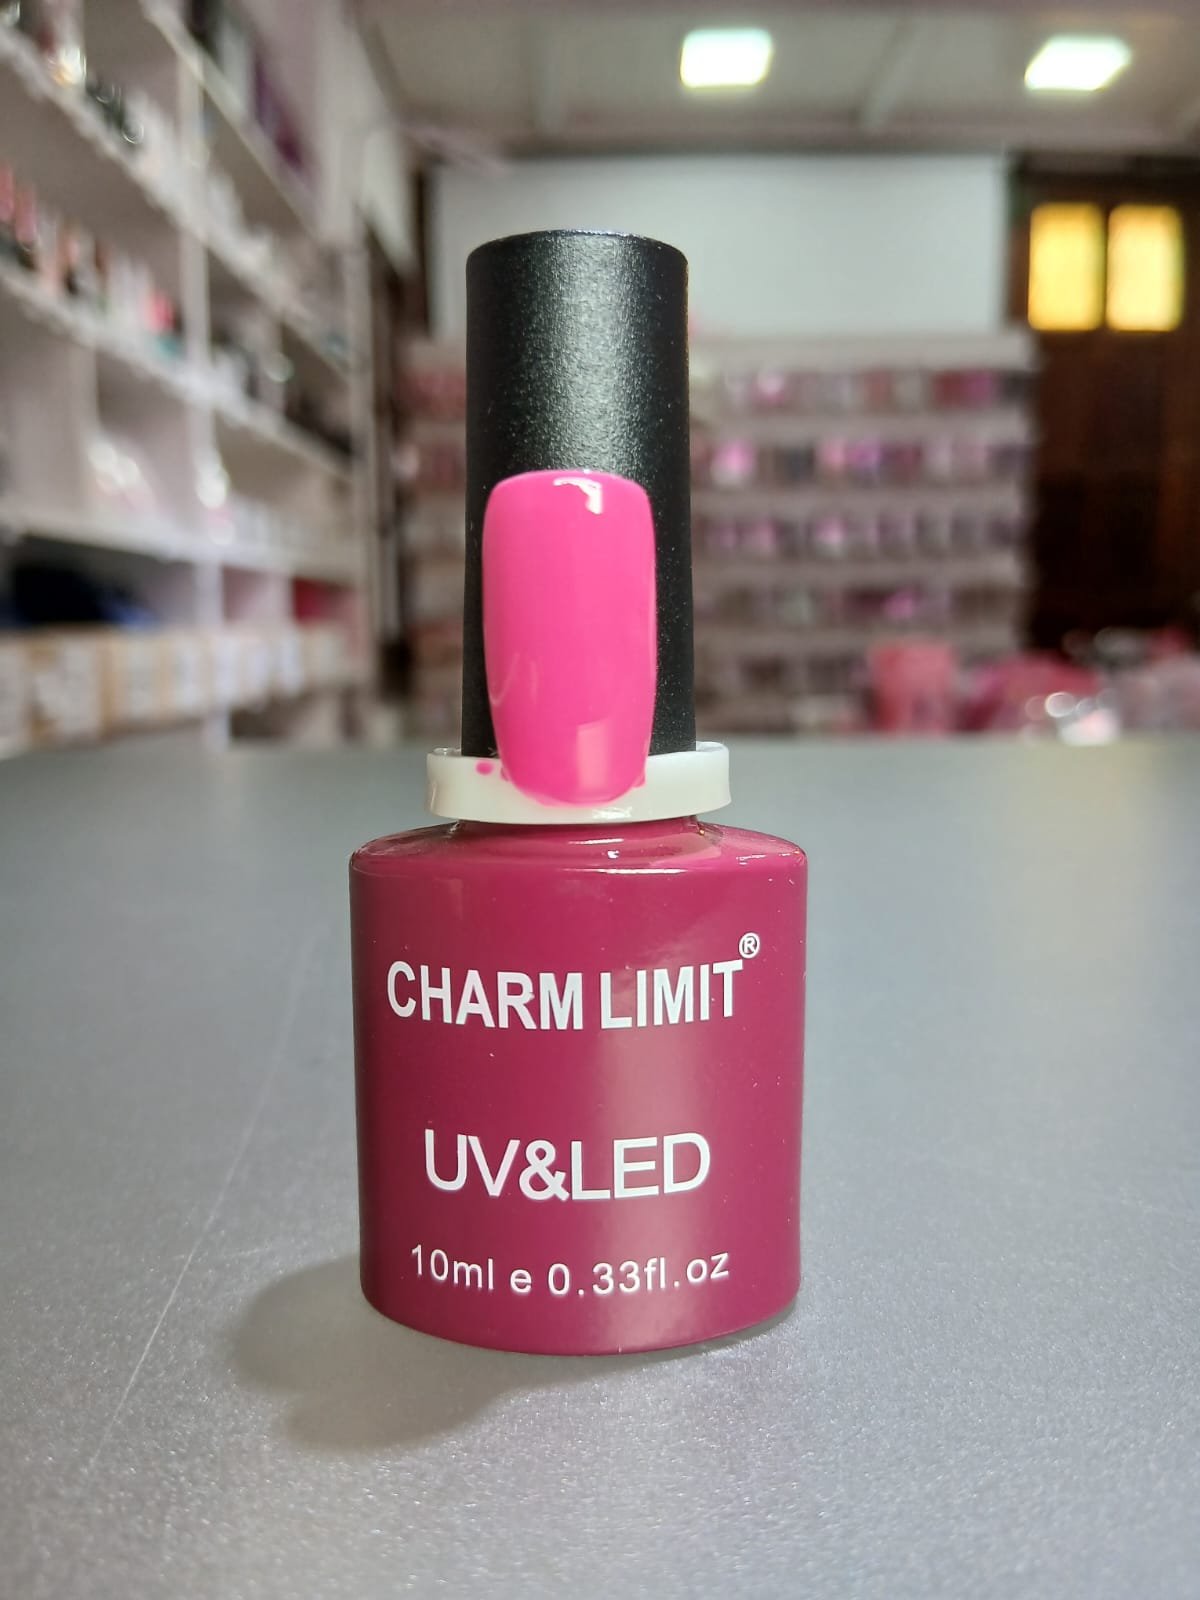 CHARM LIMIT®
UV&LED
10ml e 0.33fl.oz